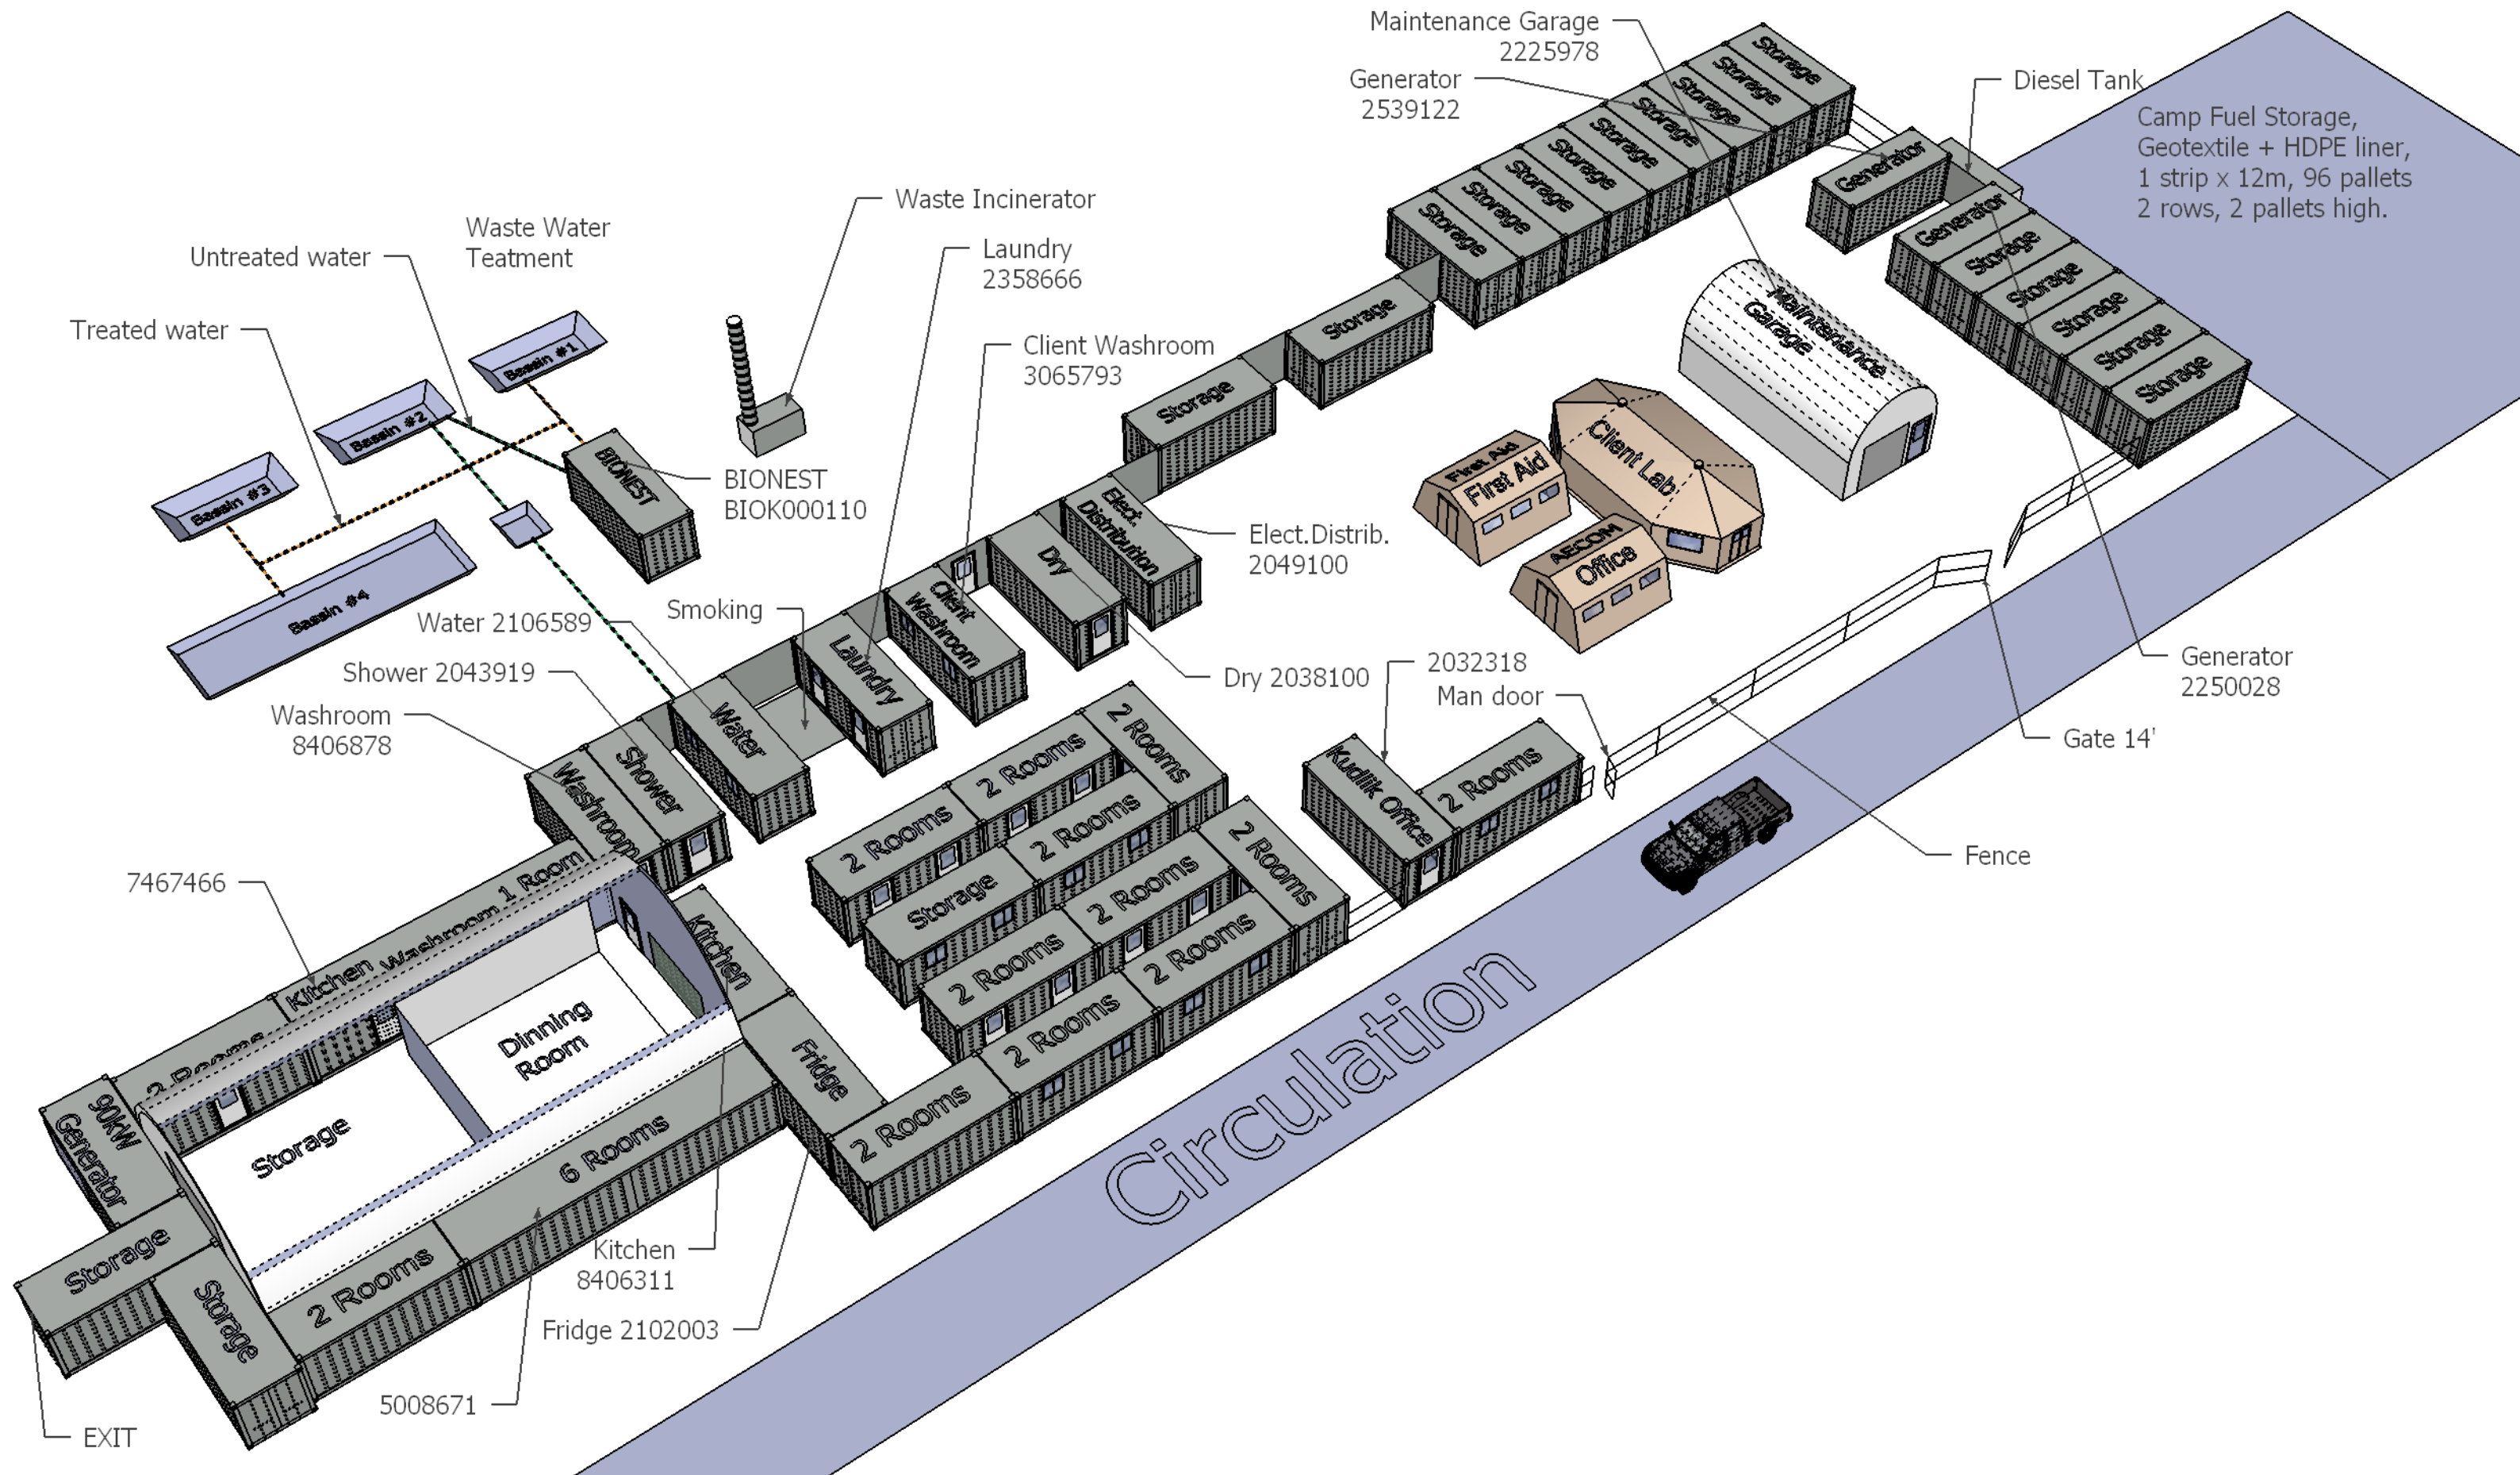 Maintenance Garage
2225978
Generator
2539122
Diesel Tank
Camp Fuel Storage,
Geotextile + HDPE liner,
1 strip x 12m, 96 pallets
2 rows, 2 pallets high.
Storage
Storage
Storage
Storage
Storage
Storage
Storage
Storage
Storage
Generator
Generator
Storage
Storage
Storage
Storage
Storage
Waste Incinerator
Waste Water
Teatment
Untreated water
Treated water
Laundry
2358666
Client Washroom
3065793
Bassin #1
Bassin #2
Bassin #3
Bassin #4
BIONEST
BIONEST
BIOK000110
Storage
Storage
Maintenance
Garage
First Aid
First Aid
Client Lab
AECOM
Office
Elect.
Distribution
Elect.Distrib.
2049100
Dry
Dry 2038100
Client
Washroom
Laundry
Smoking
Water 2106589
Water
Shower 2043919
Shower
Washroom
8406878
Washroom
2032318
Man door
Kudlik Office
2 Rooms
Generator
2250028
Gate 14'
Fence
2 Rooms
2 Rooms
2 Rooms
Storage
2 Rooms
2 Rooms
2 Rooms
2 Rooms
2 Rooms
2 Rooms
2 Rooms
7467466
1 Room
Washroom
Kitchen
2 Rooms
Kitchen
Fridge
Dinning
Room
Storage
90kW
Generator
6 Rooms
2 Rooms
Storage
Storage
Kitchen
8406311
Fridge 2102003
5008671
EXIT
Circulation